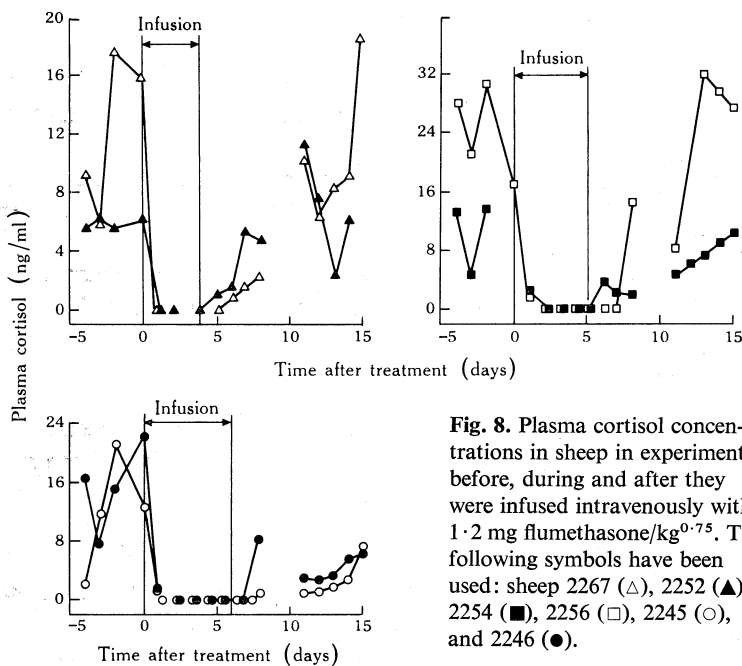 20
16
12
8
4
0
Infusion
−5
0
5
10
15
32
24
16
8
0
Infusion
−5
0
5
10
15
Plasma cortisol (ng/ml)
Time after treatment (days)
24
16
8
0
Infusion
−5
0
5
10
15
Time after treatment (days)
Fig. 8. Plasma cortisol concen-
trations in sheep in experiment
before, during and after they
were infused intravenously
1·2 mg flumethasone/kg⁰·⁷⁵.
following symbols have been
used: sheep 2267 (△), 2252 (▲)
2254 (■), 2256 (□), 2245 (○),
and 2246 (●).